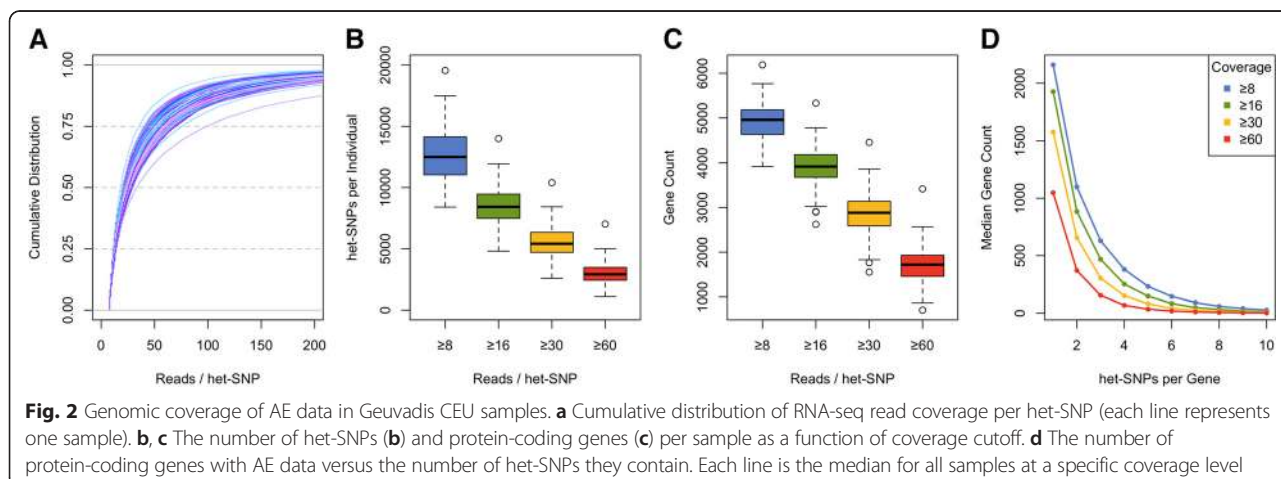 A
Cumulative Distribution
1.00
0.75
0.50
0.25
0.00
0 50 100 150 200
Reads / het-SNP
B
het-SNPs per Individual
20000
15000
10000
5000
0
≥8 ≥16 ≥30 ≥60
Reads / het-SNP
C
Gene Count
6000
5000
4000
3000
2000
1000
≥8 ≥16 ≥30 ≥60
Reads / het-SNP
D
Median Gene Count
2000
1500
1000
500
0
2 4 6 8 10
het-SNPs per Gene
Coverage
≥8
≥16
≥30
≥60
Fig. 2 Genomic coverage of AE data in Geuvadis CEU samples. a Cumulative distribution of RNA-seq read coverage per het-SNP (each line represents
one sample). b, c The number of het-SNPs (b) and protein-coding genes (c) per sample as a function of coverage cutoff. d The number of
protein-coding genes with AE data versus the number of het-SNPs they contain. Each line is the median for all samples at a specific coverage level